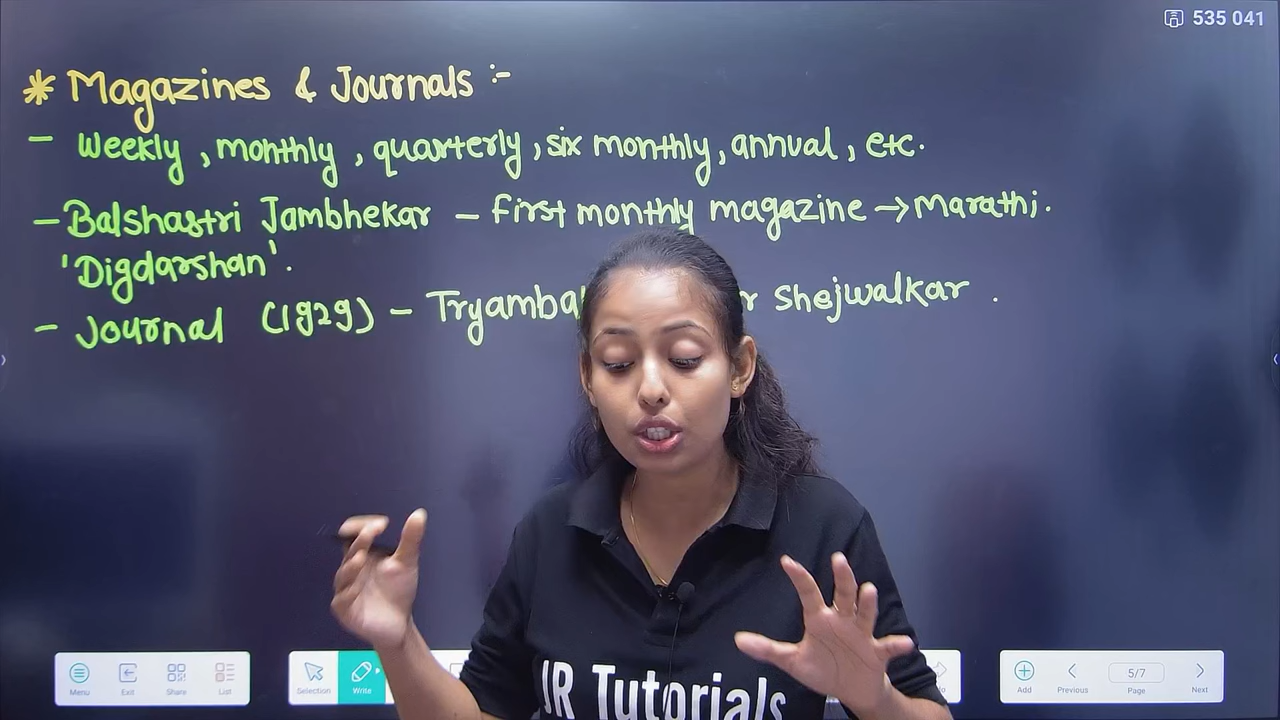 535 041
* Magazines & Journals :-
- Weekly, monthly, quarterly, six monthly, annual, etc.
- Balshastri Jambhekar - First monthly magazine → Marathi.
'Digdarshan'.
- Journal (1929) - Shejwalkar.
JR Tutorials
Menu Exit Share List
Selection Write
Add Previous 5/7 Page Next